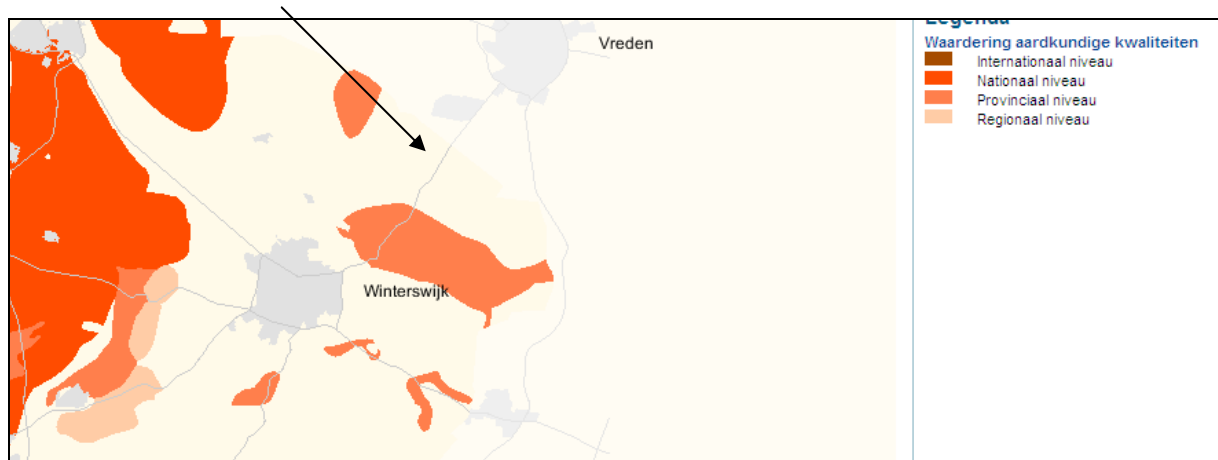 Legenda
Waardering aardkundige kwaliteiten
Internationaal niveau
Nationaal niveau
Provinciaal niveau
Regionaal niveau
Vreden
Winterswijk